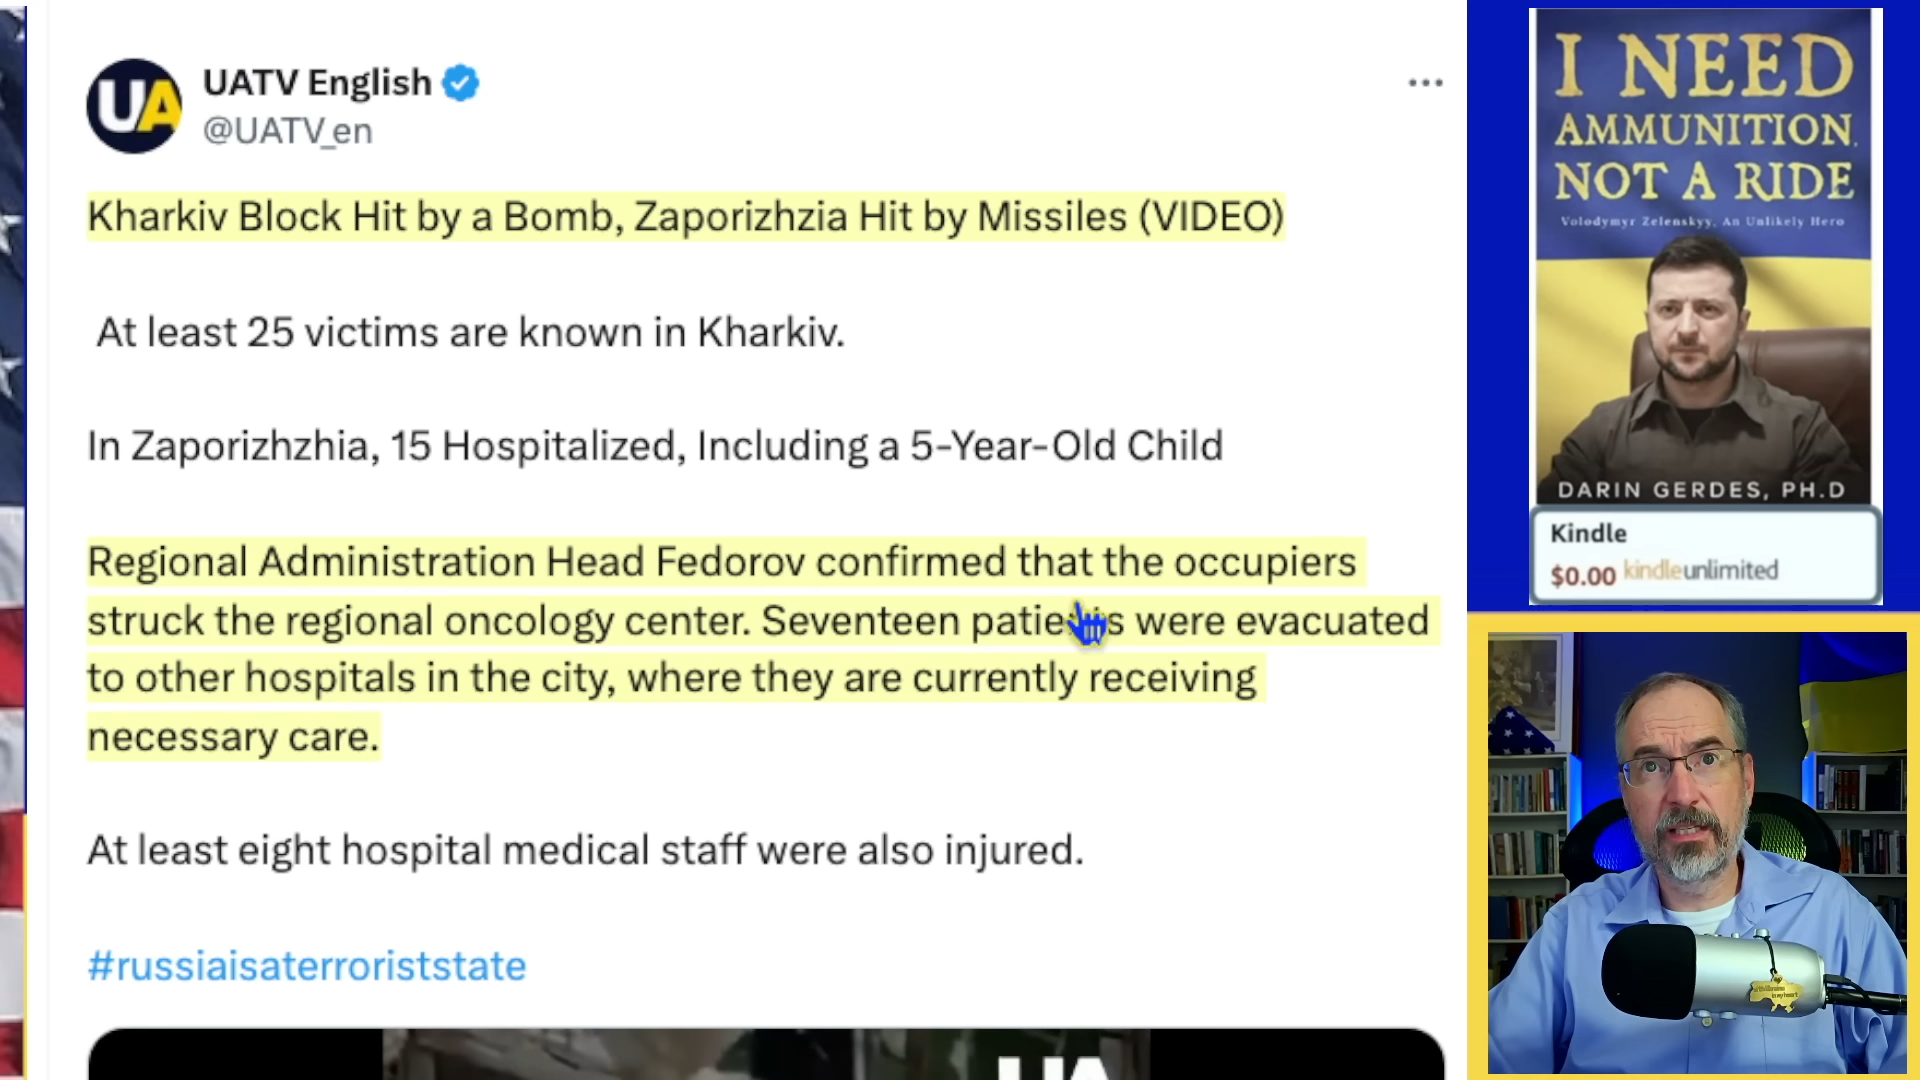 UA
UATV English
@UATV_en
Kharkiv Block Hit by a Bomb, Zaporizhzia Hit by Missiles (VIDEO)
At least 25 victims are known in Kharkiv.
In Zaporizhzhia, 15 Hospitalized, Including a 5-Year-Old Child
Regional Administration Head Fedorov confirmed that the occupiers
struck the regional oncology center. Seventeen patients were evacuated
to other hospitals in the city, where they are currently receiving
necessary care.
At least eight hospital medical staff were also injured.
#russiaisaterroriststate
UA
I NEED
AMMUNITION,
NOT A RIDE
Volodymyr Zelenskyy, An Unlikely Hero
DARIN GERDES, PH.D
Kindle
$0.00 kindleunlimited